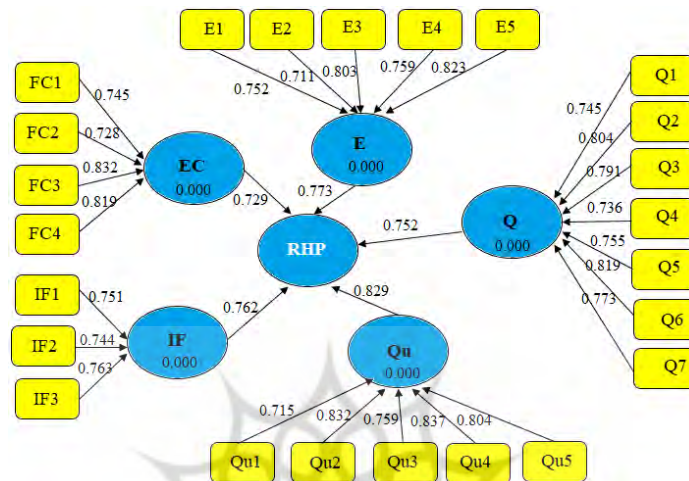 E1
E2
E3
E4
E5
0.752
0.711
0.803
0.759
0.823
FC1
FC2
FC3
FC4
0.745
0.728
0.832
0.819
EC
0.000
E
0.000
0.729
0.773
RHP
0.752
Q
0.000
Q1
Q2
Q3
Q4
Q5
Q6
Q7
0.745
0.804
0.791
0.736
0.755
0.819
0.773
IF1
IF2
IF3
0.751
0.744
0.763
IF
0.000
0.762
0.829
Qu
0.000
0.715
0.832
0.759
0.837
0.804
Qu1
Qu2
Qu3
Qu4
Qu5